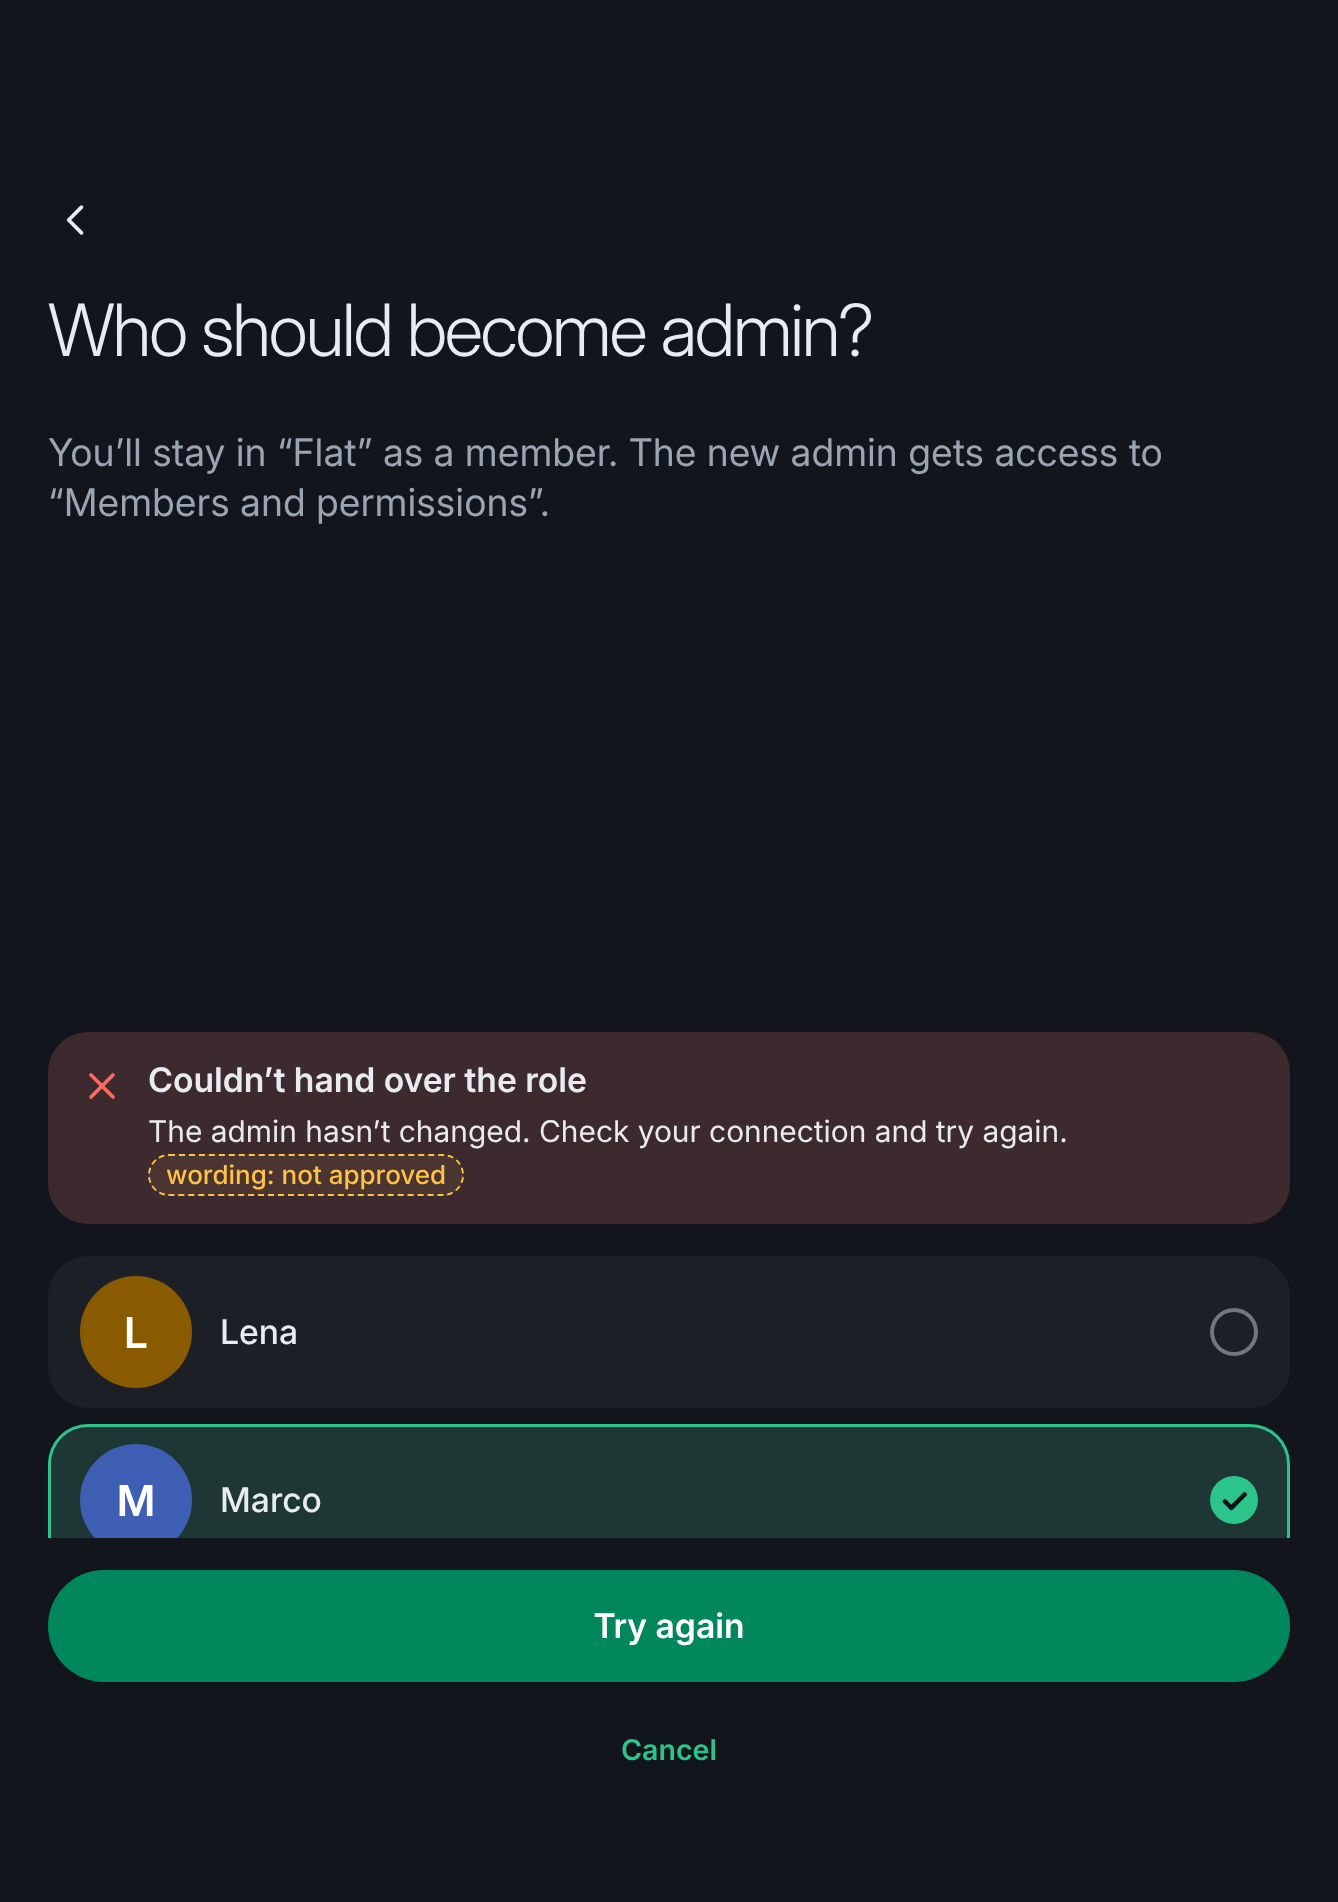 Who should become admin?
You’ll stay in “Flat” as a member. The new admin gets access to
“Members and permissions”.
Couldn’t hand over the role
The admin hasn’t changed. Check your connection and try again.
wording: not approved
L
Lena
M
Marco
Try again
Cancel